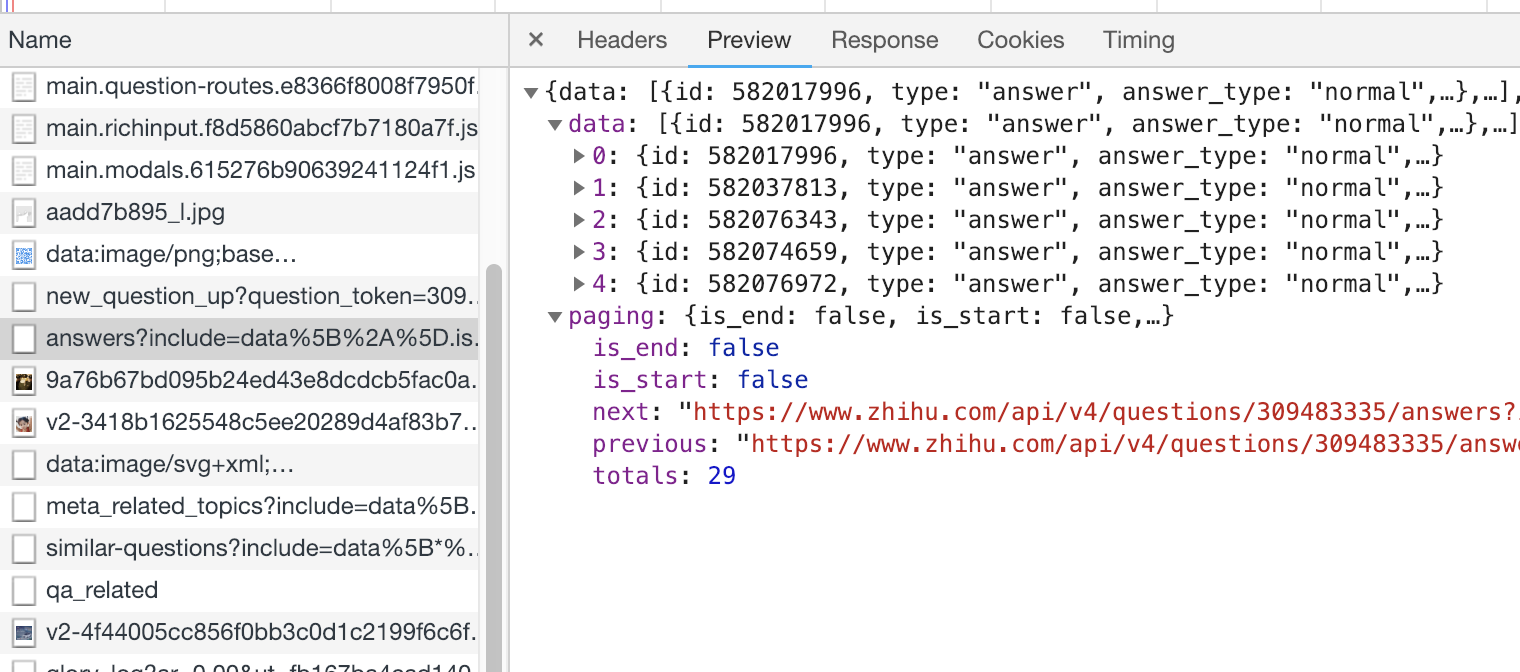 Name
main.question-routes.e8366f8008f7950f.
main.richinput.f8d5860abcf7b7180a7f.js
main.modals.615276b90639241124f1.js
aadd7b895_l.jpg
data:image/png;base…
new_question_up?question_token=309…
answers?include=data%5B%2A%5D.is…
9a76b67bd095b24ed43e8dcdcb5fac0a…
v2-3418b1625548c5ee20289d4af83b7…
data:image/svg+xml;…
meta_related_topics?include=data%5B…
similar-questions?include=data%5B*%…
qa_related
v2-4f44005cc856f0bb3c0d1c2199f6c6f…
× Headers Preview Response Cookies Timing
▼{data: [{id: 582017996, type: "answer", answer_type: "normal",…},…],
▼data: [{id: 582017996, type: "answer", answer_type: "normal",…},…]
▶0: {id: 582017996, type: "answer", answer_type: "normal",…}
▶1: {id: 582037813, type: "answer", answer_type: "normal",…}
▶2: {id: 582076343, type: "answer", answer_type: "normal",…}
▶3: {id: 582074659, type: "answer", answer_type: "normal",…}
▶4: {id: 582076972, type: "answer", answer_type: "normal",…}
▼paging: {is_end: false, is_start: false,…}
is_end: false
is_start: false
next: "https://www.zhihu.com/api/v4/questions/309483335/answers?
previous: "https://www.zhihu.com/api/v4/questions/309483335/answ
totals: 29